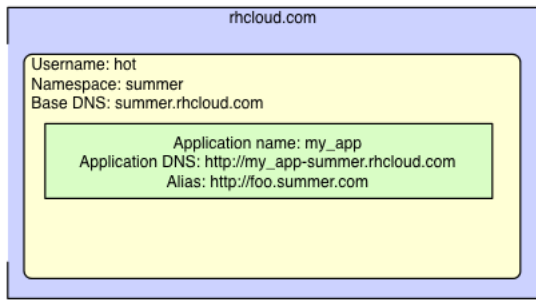 rhcloud.com
Username: hot
Namespace: summer
Base DNS: summer.rhcloud.com
Application name: my_app
Application DNS: http://my_app-summer.rhcloud.com
Alias: http://foo.summer.com